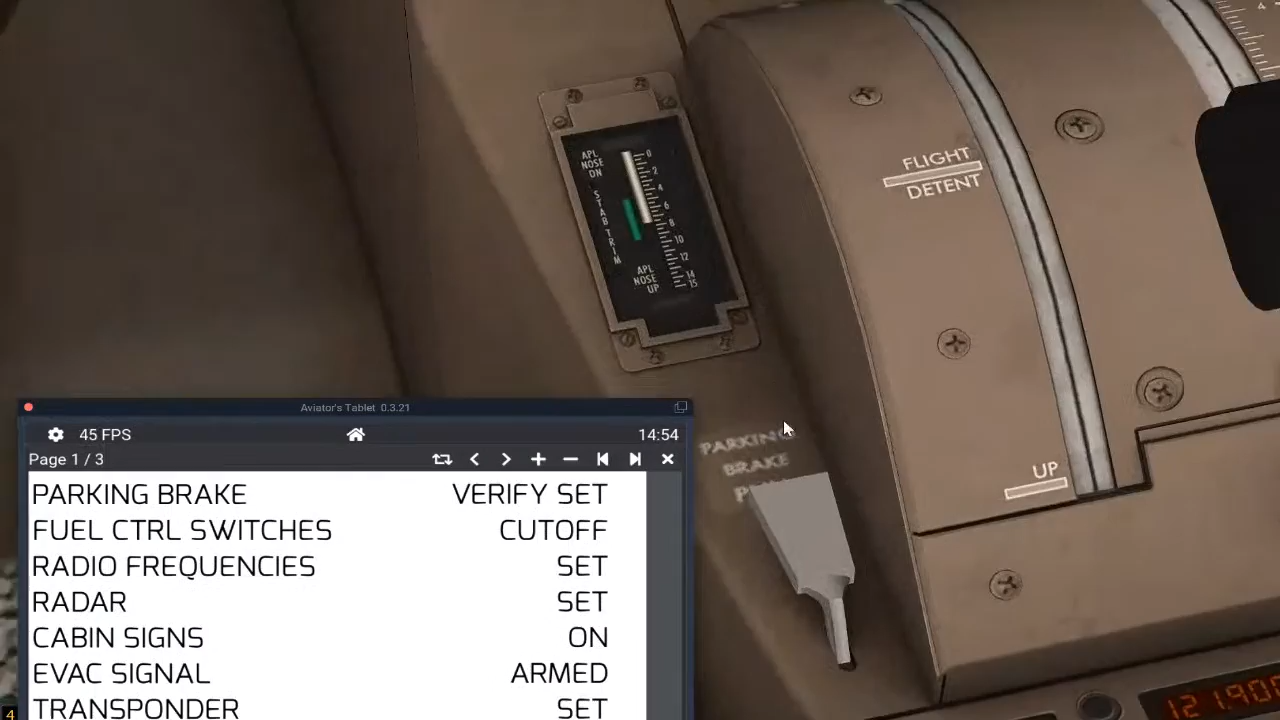 APL
NOSE
DN
0
2
4
6
8
10
12
14
15
STAB TRIM
APL
NOSE
UP
FLIGHT
DETENT
UP
4
PARKING
BRAKE
Aviator's Tablet 0.3.21
45 FPS
14:54
Page 1 / 3
PARKING BRAKE VERIFY SET
FUEL CTRL SWITCHES CUTOFF
RADIO FREQUENCIES SET
RADAR SET
CABIN SIGNS ON
EVAC SIGNAL ARMED
TRANSPONDER SET
4